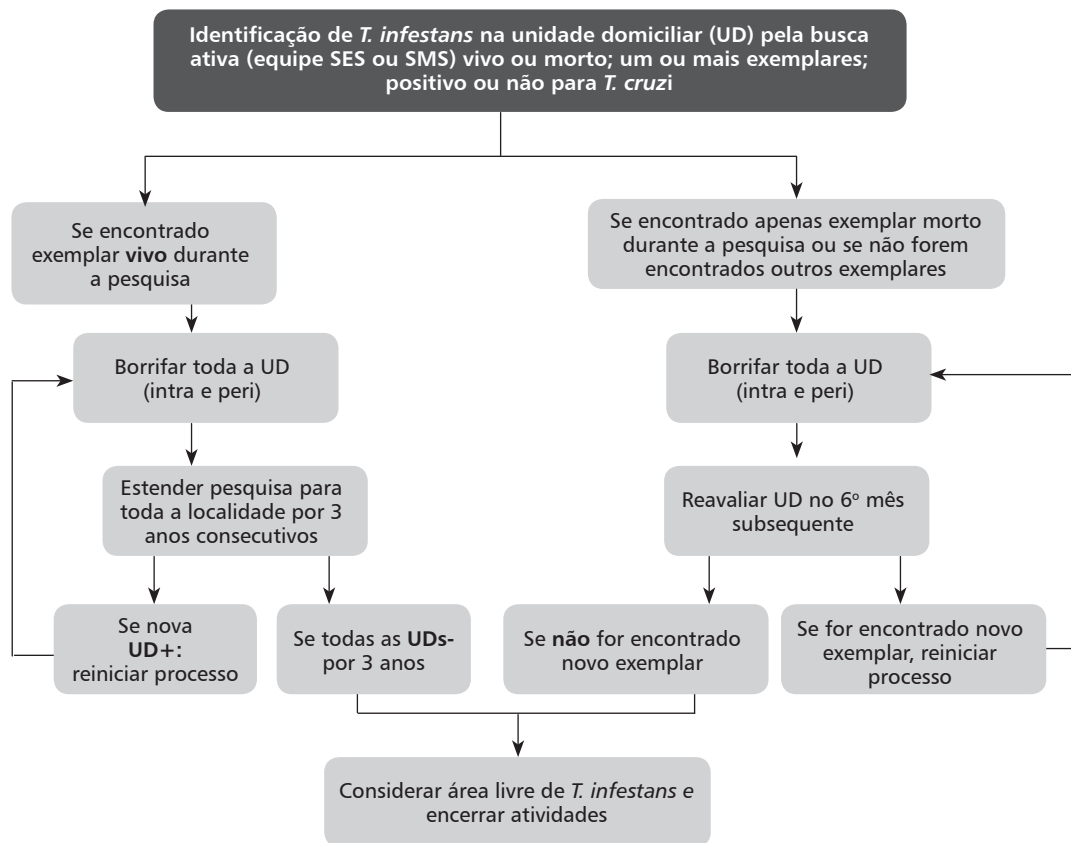 Identificação de T. infestans na unidade domiciliar (UD) pela busca
ativa (equipe SES ou SMS) vivo ou morto; um ou mais exemplares;
positivo ou não para T. cruzi
Se encontrado
exemplar vivo durante
a pesquisa
Se encontrado apenas exemplar morto
durante a pesquisa ou se não forem
encontrados outros exemplares
Borrifar toda a UD
(intra e peri)
Borrifar toda a UD
(intra e peri)
Estender pesquisa para
toda a localidade por 3
anos consecutivos
Reavaliar UD no 6º mês
subsequente
Se nova
UD+:
reiniciar processo
Se todas as UDs-
por 3 anos
Se não for encontrado
novo exemplar
Se for encontrado novo
exemplar, reiniciar
processo
Considerar área livre de T. infestans e
encerrar atividades